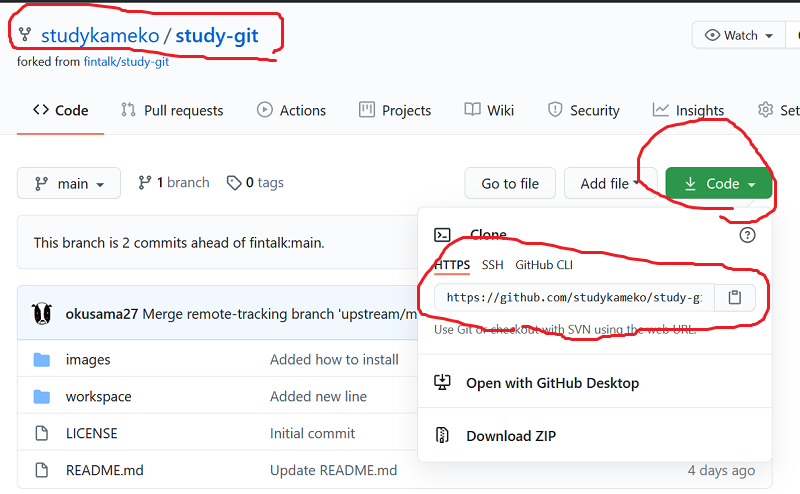 studykameko / study-git
Watch
forked from fintalk/study-git
Code
Pull requests
Actions
Projects
Wiki
Security
Insights
Set
main
1 branch
0 tags
Go to file
Add file
Code
This branch is 2 commits ahead of fintalk:main.
Clone
HTTPS SSH GitHub CLI
https://github.com/studykameko/study-gi
Use Git or checkout with SVN using the web URL.
okusama27 Merge remote-tracking branch 'upstream/m
images Added how to install
workspace Added new line
Open with GitHub Desktop
LICENSE Initial commit
Download ZIP
README.md Update README.md 4 days ago